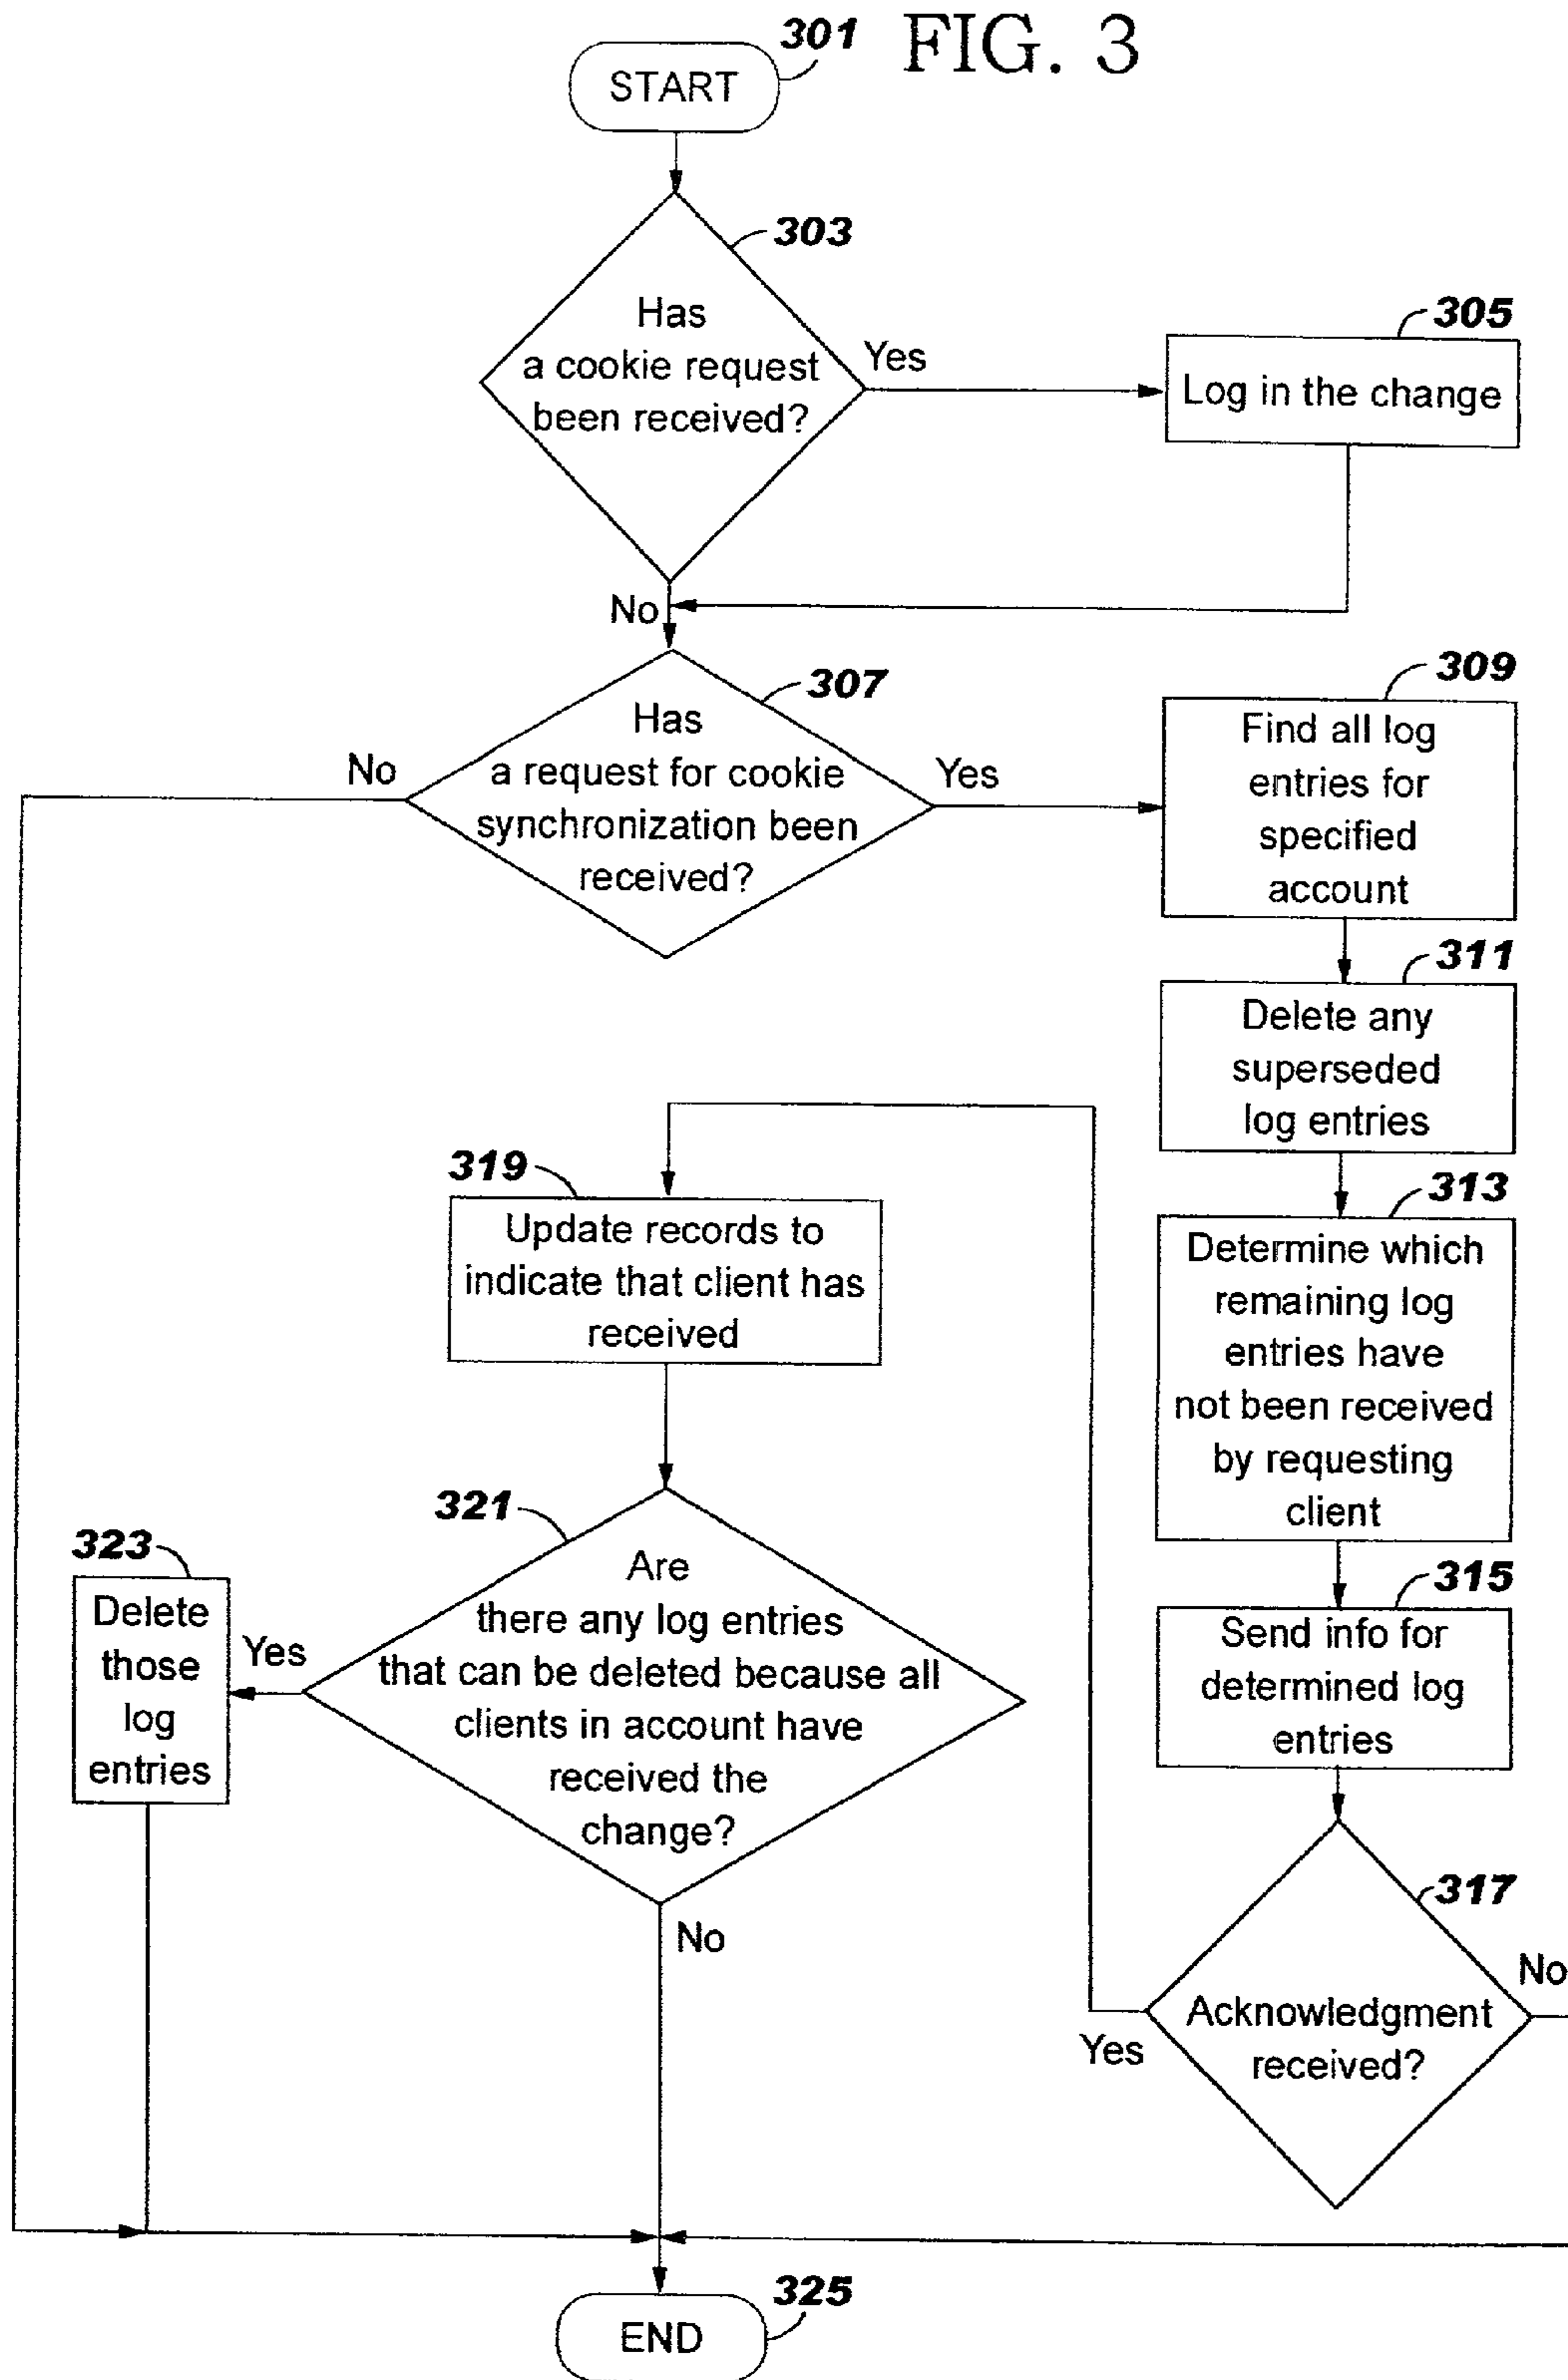 FIG. 3
301
START
303
Has
a cookie request
been received?
Yes
305
Log in the change
No
307
Has
a request for cookie
synchronization been
received?
No
Yes
309
Find all log
entries for
specified
account
311
Delete any
superseded
log entries
313
Determine which
remaining log
entries have
not been received
by requesting
client
315
Send info for
determined log
entries
317
Acknowledgment
received?
No
Yes
319
Update records to
indicate that client has
received
321
Are
there any log entries
that can be deleted because all
clients in account have
received the
change?
Yes
323
Delete
those
log
entries
No
325
END